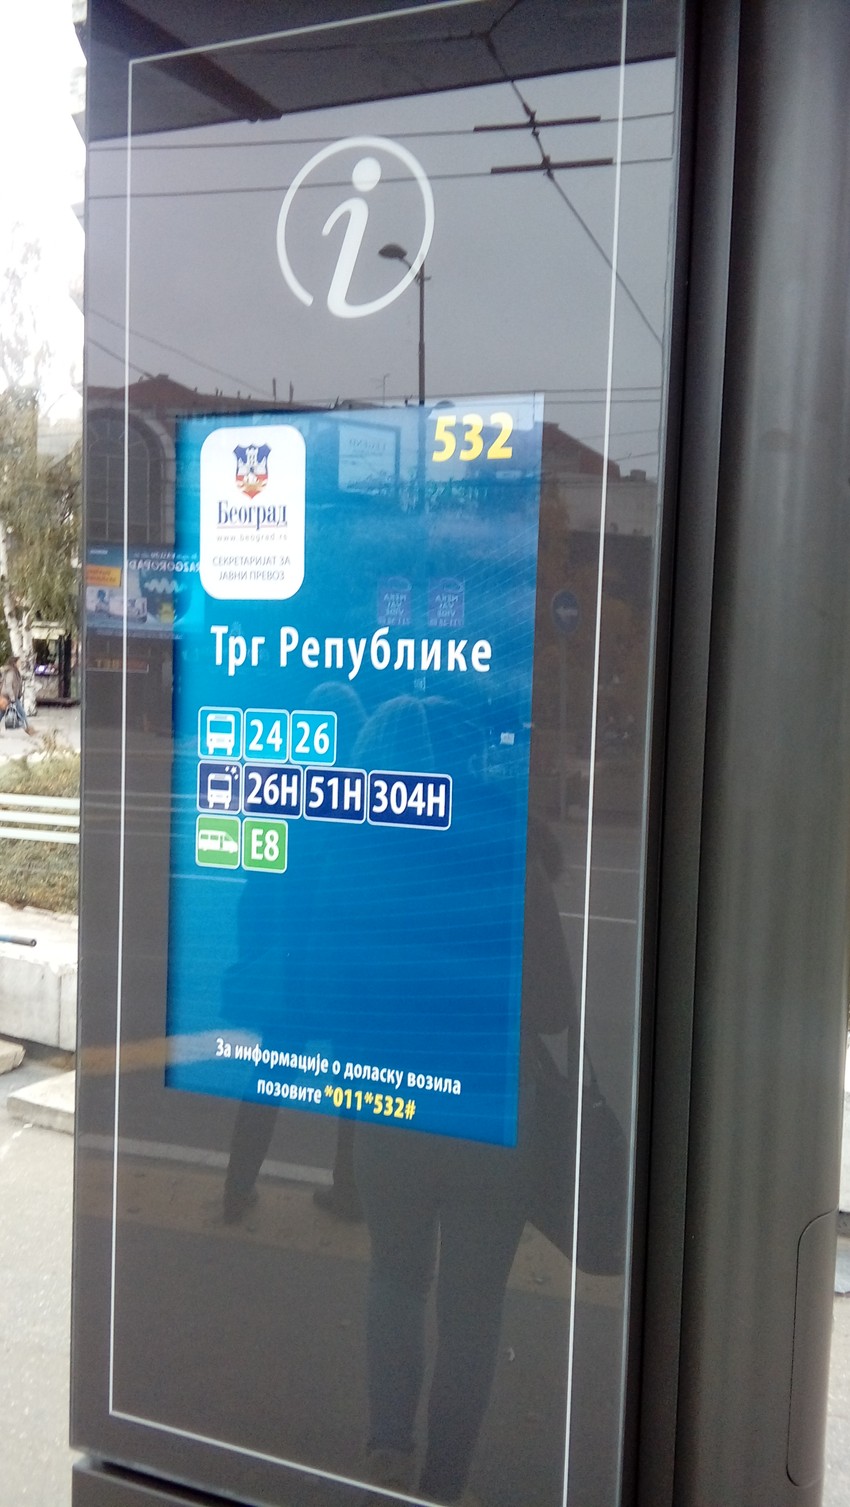 532
Београд
www.beograd.rs
СЕКРЕТАРИЈАТ ЗА
ЈАВНИ ПРЕВОЗ
Трг Републике
24 26
26Н 51Н 304Н
Е8
За информације о доласку возила
позовите *011*532#